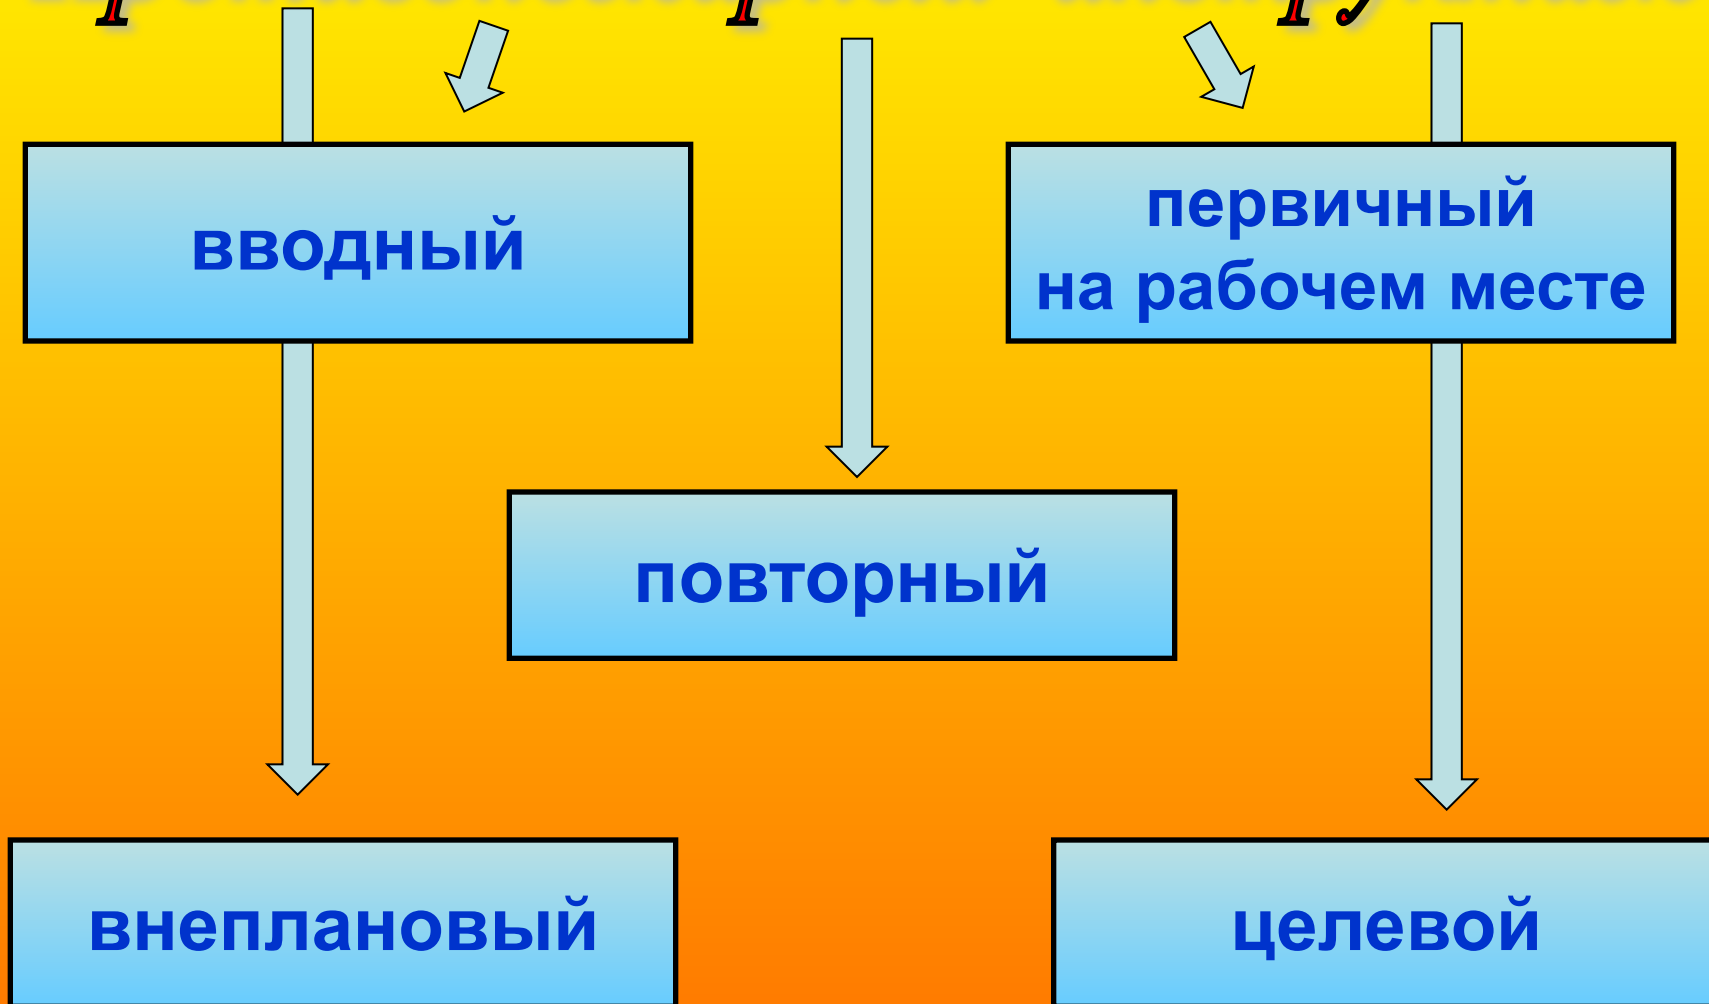 вводный
первичный
на рабочем месте
повторный
внеплановый
целевой